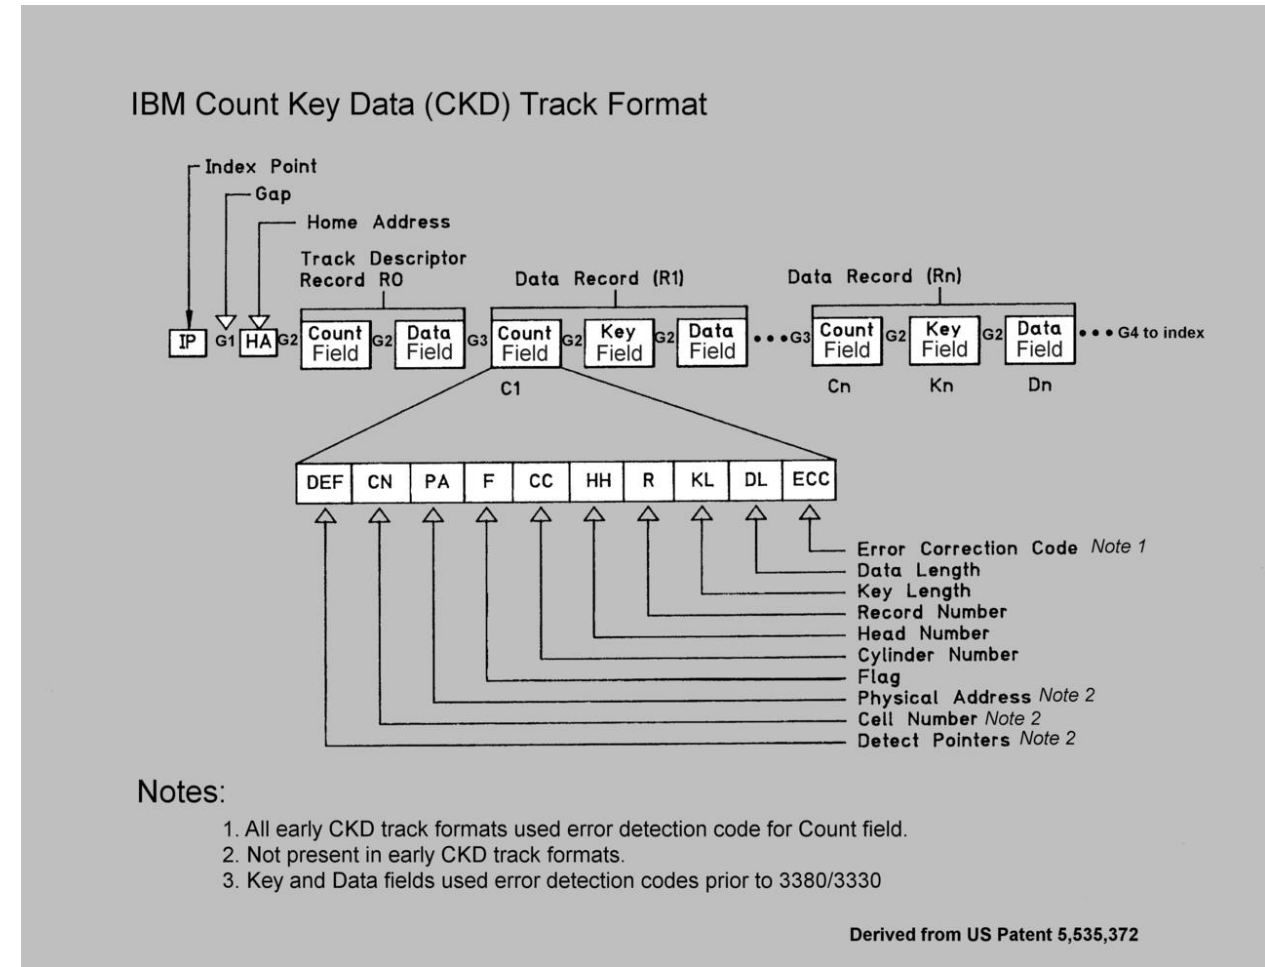 IBM Count Key Data (CKD) Track Format
Index Point
Gap
Home Address
Track Descriptor
Record R0
Data Record (R1)
Data Record (Rn)
IP G1 HA G2 Count Field G2 Data Field G3 Count Field G2 Key Field G2 Data Field •••G3 Count Field G2 Key Field G2 Data Field ••• G4 to index
C1 Cn Kn Dn
DEF CN PA F CC HH R KL DL ECC
Error Correction Code Note 1
Data Length
Key Length
Record Number
Head Number
Cylinder Number
Flag
Physical Address Note 2
Cell Number Note 2
Detect Pointers Note 2
Notes:
1. All early CKD track formats used error detection code for Count field.
2. Not present in early CKD track formats.
3. Key and Data fields used error detection codes prior to 3380/3330
Derived from US Patent 5,535,372